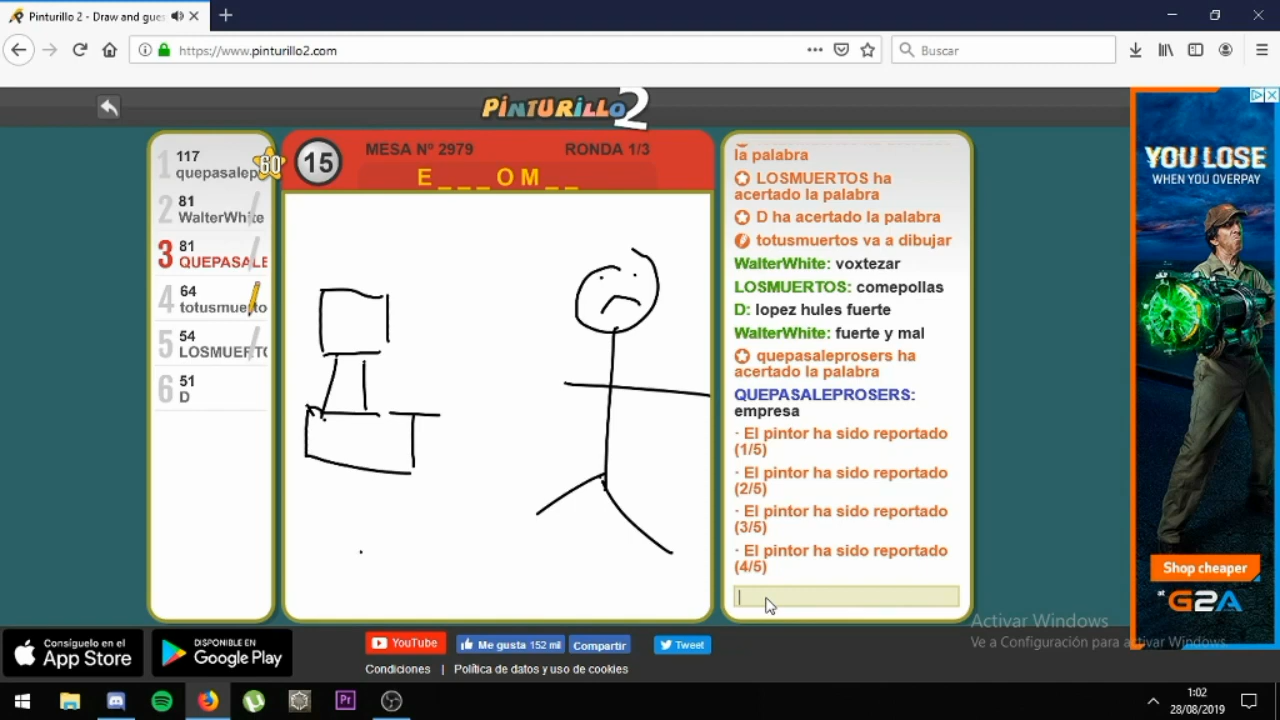 Pinturillo 2 - Draw and gues
https://www.pinturillo2.com
Buscar
PINTURILLO 2
1 117 quepasalep 60
2 81 WalterWhite
3 81 QUEPASALE
4 64 totusmuerto
5 54 LOSMUERTO
6 51 D
15
MESA Nº 2979 RONDA 1/3
E _ _ _ O M _ _
la palabra
LOSMUERTOS ha
acertado la palabra
D ha acertado la palabra
totusmuertos va a dibujar
WalterWhite: voxtezar
LOSMUERTOS: comepollas
D: lopez hules fuerte
WalterWhite: fuerte y mal
quepasaleprosers ha
acertado la palabra
QUEPASALEPROSERS:
empresa
· El pintor ha sido reportado
(1/5)
· El pintor ha sido reportado
(2/5)
· El pintor ha sido reportado
(3/5)
· El pintor ha sido reportado
(4/5)
YOU LOSE
WHEN YOU OVERPAY
Shop cheaper
at G2A
Activar Windows
Ve a Configuración para activar Windows.
Consíguelo en el
App Store
DISPONIBLE EN
Google Play
YouTube
Me gusta 152 mil
Compartir
Tweet
Condiciones | Política de datos y uso de cookies
Pr
1:02
28/08/2019